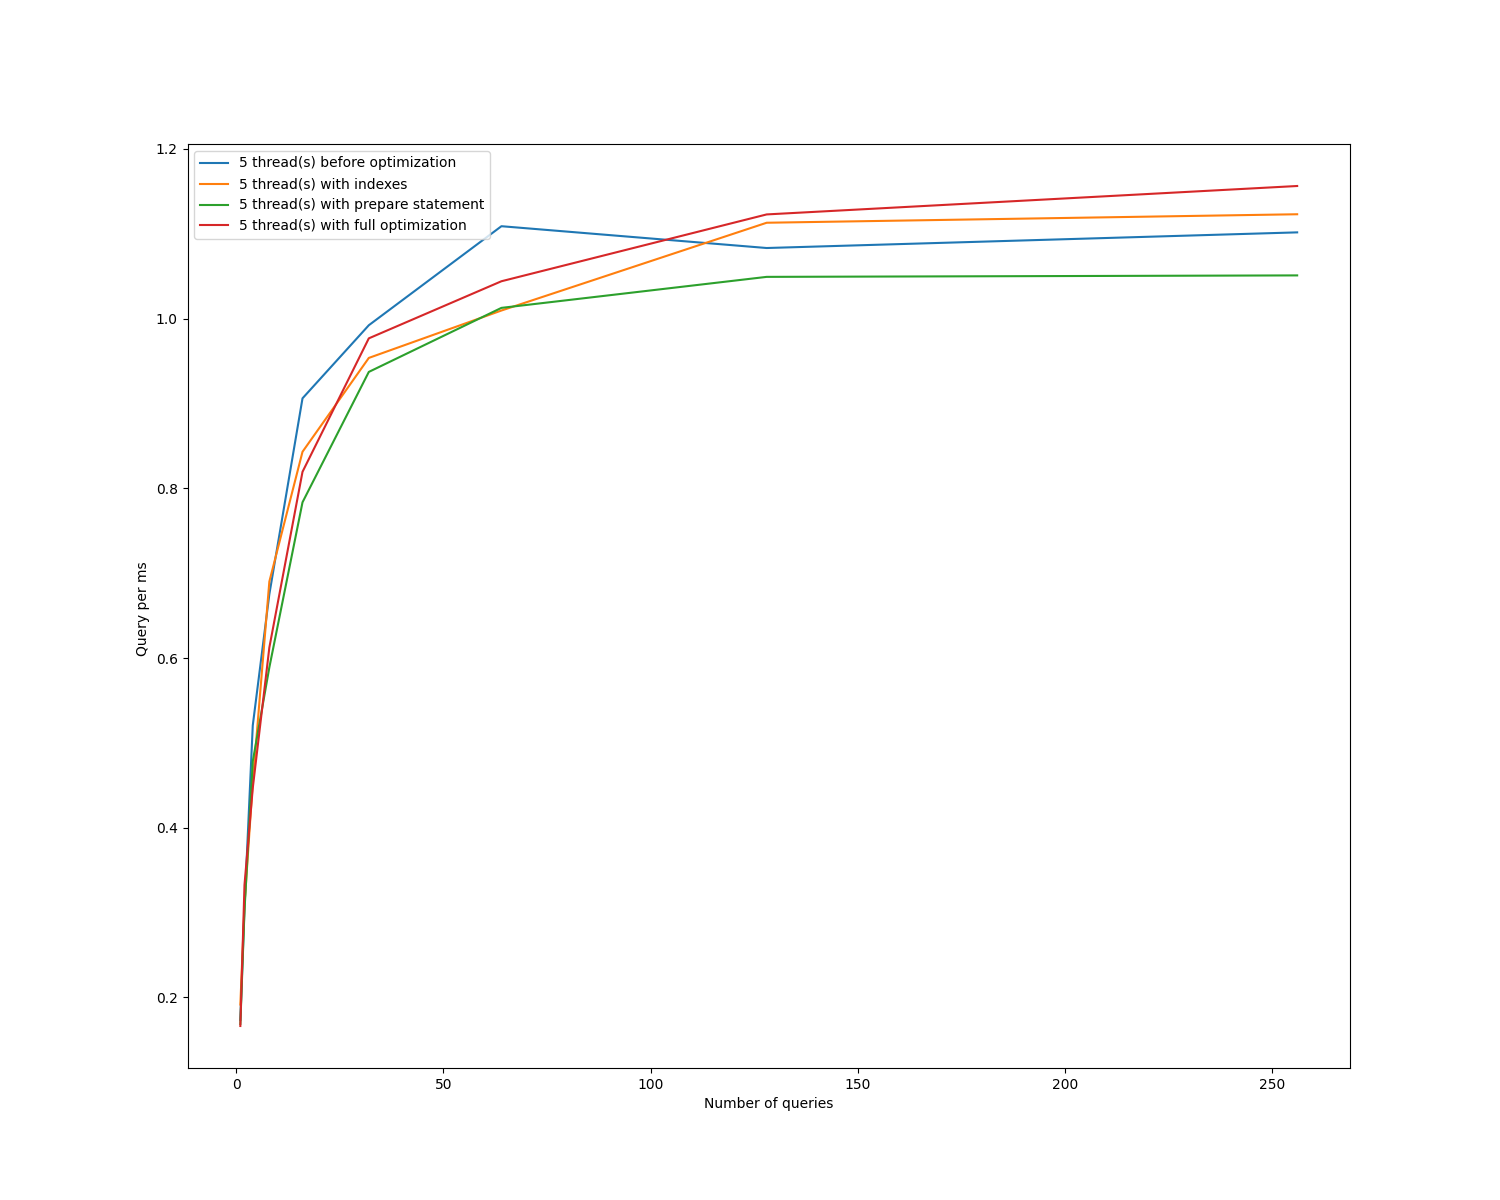 5 thread(s) before optimization
5 thread(s) with indexes
5 thread(s) with prepare statement
5 thread(s) with full optimization
Query per ms
1.2
1.0
0.8
0.6
0.4
0.2
0 50 100 150 200 250
Number of queries